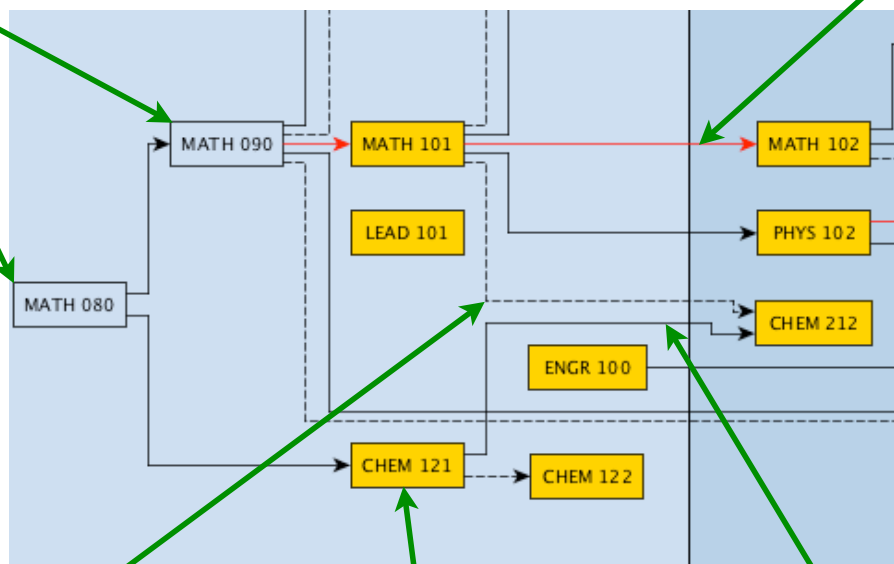 MATH 090
MATH 101
MATH 102
LEAD 101
PHYS 102
MATH 080
CHEM 212
ENGR 100
CHEM 121
CHEM 122